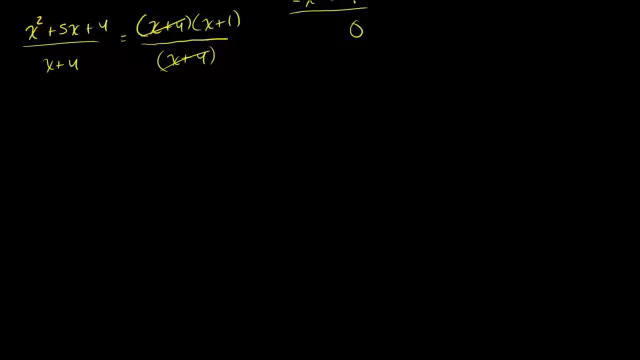 x² + 5x + 4 / x + 4 = (x + 4)(x + 1) / (x + 4)
0